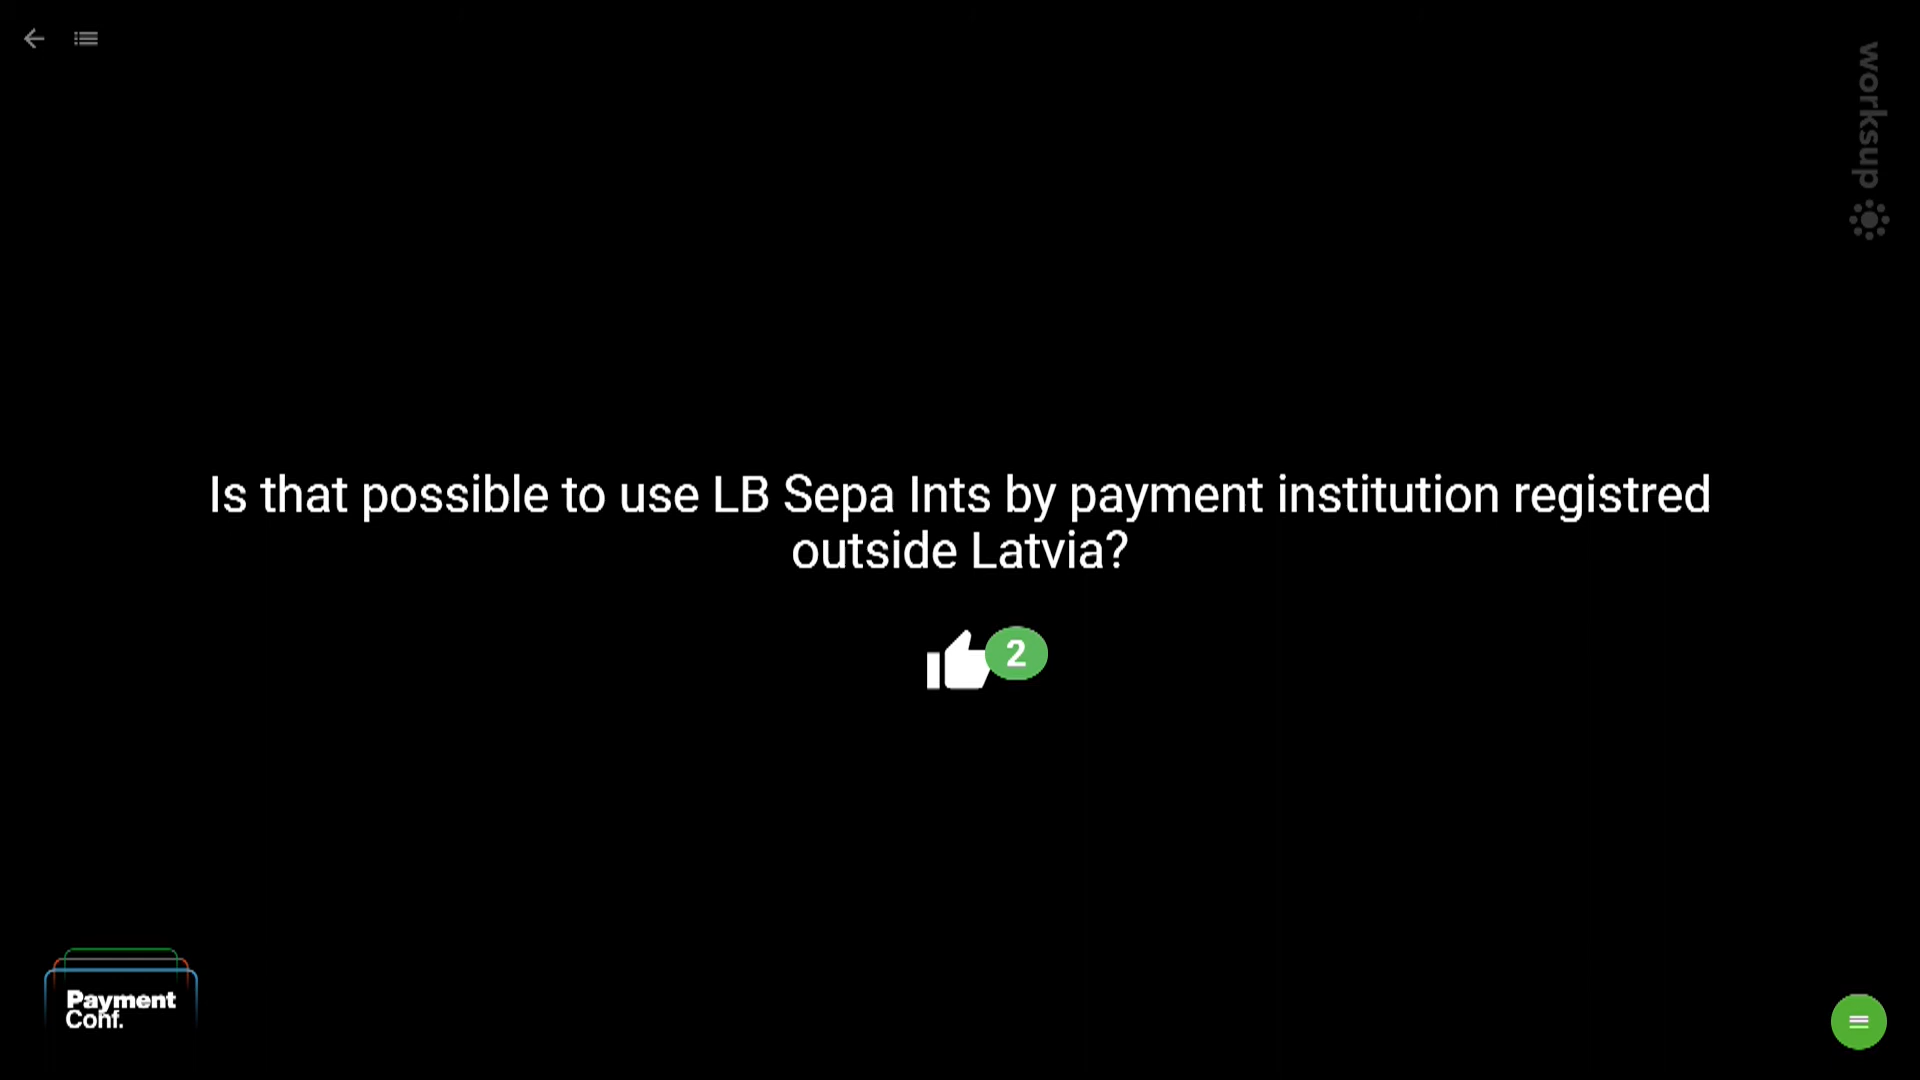 worksup
Is that possible to use LB Sepa Ints by payment institution registred
outside Latvia?
2
Payment
Conf.